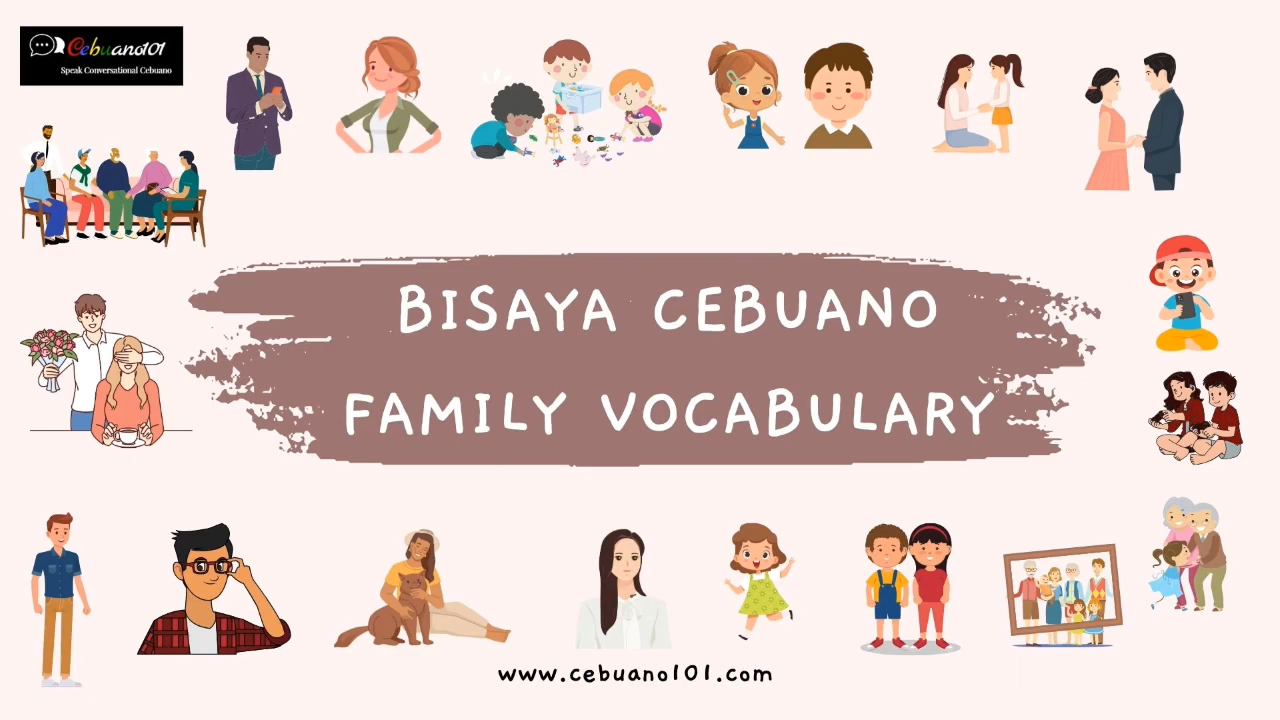 Cebuano101
Speak Conversational Cebuano
BISAYA CEBUANO
FAMILY VOCABULARY
www.cebuano101.com